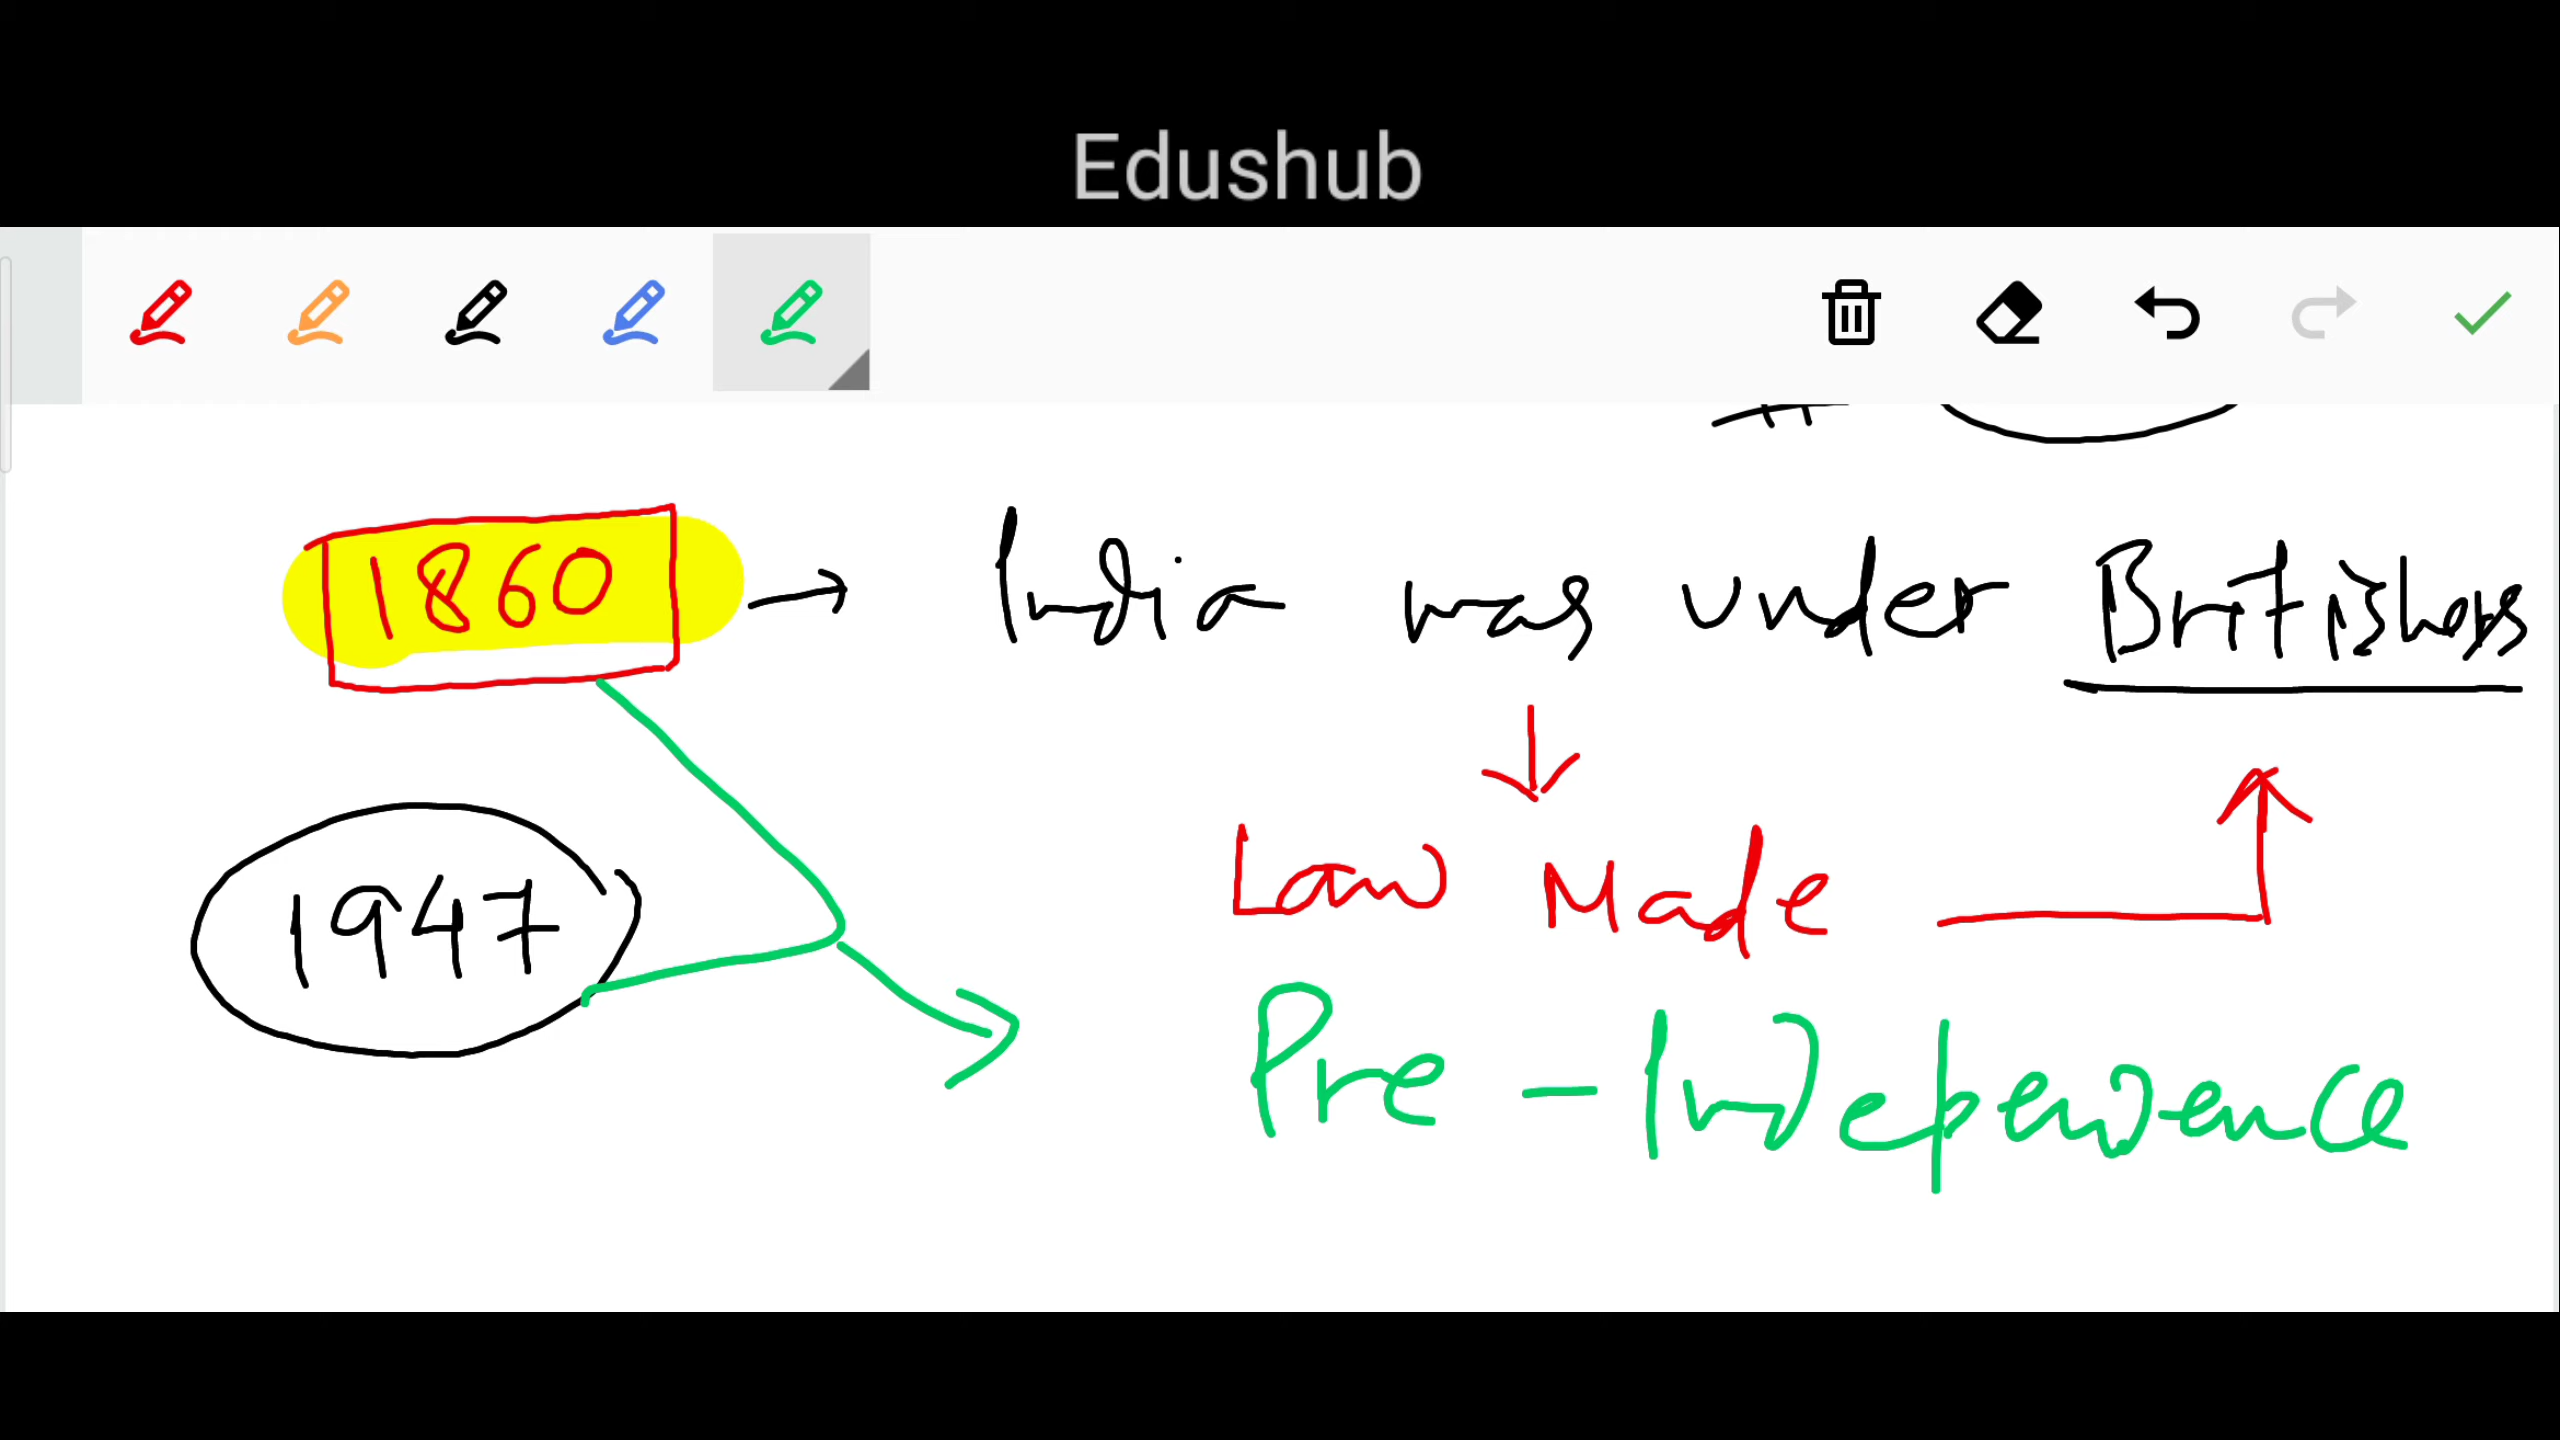 Edushub
1860 → India was under Britishers
Law Made
1947
Pre - Independence